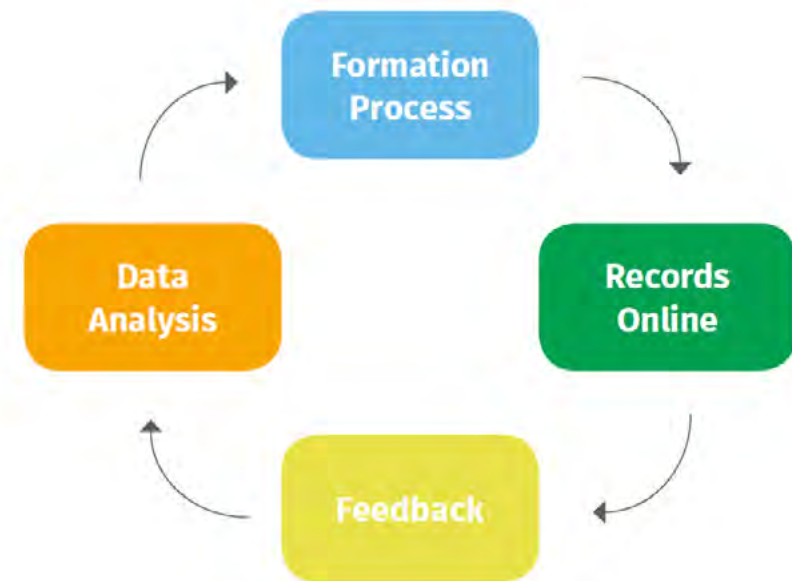 Formation
Process
Data
Analysis
Records
Online
Feedback